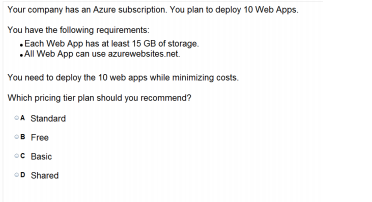 Your company has an Azure subscription. You plan to deploy 10 Web Apps.
You have the following requirements:
• Each Web App has at least 15 GB of storage.
• All Web App can use azurewebsites.net.
You need to deploy the 10 web apps while minimizing costs.
Which pricing tier plan should you recommend?
A Standard
B Free
C Basic
D Shared